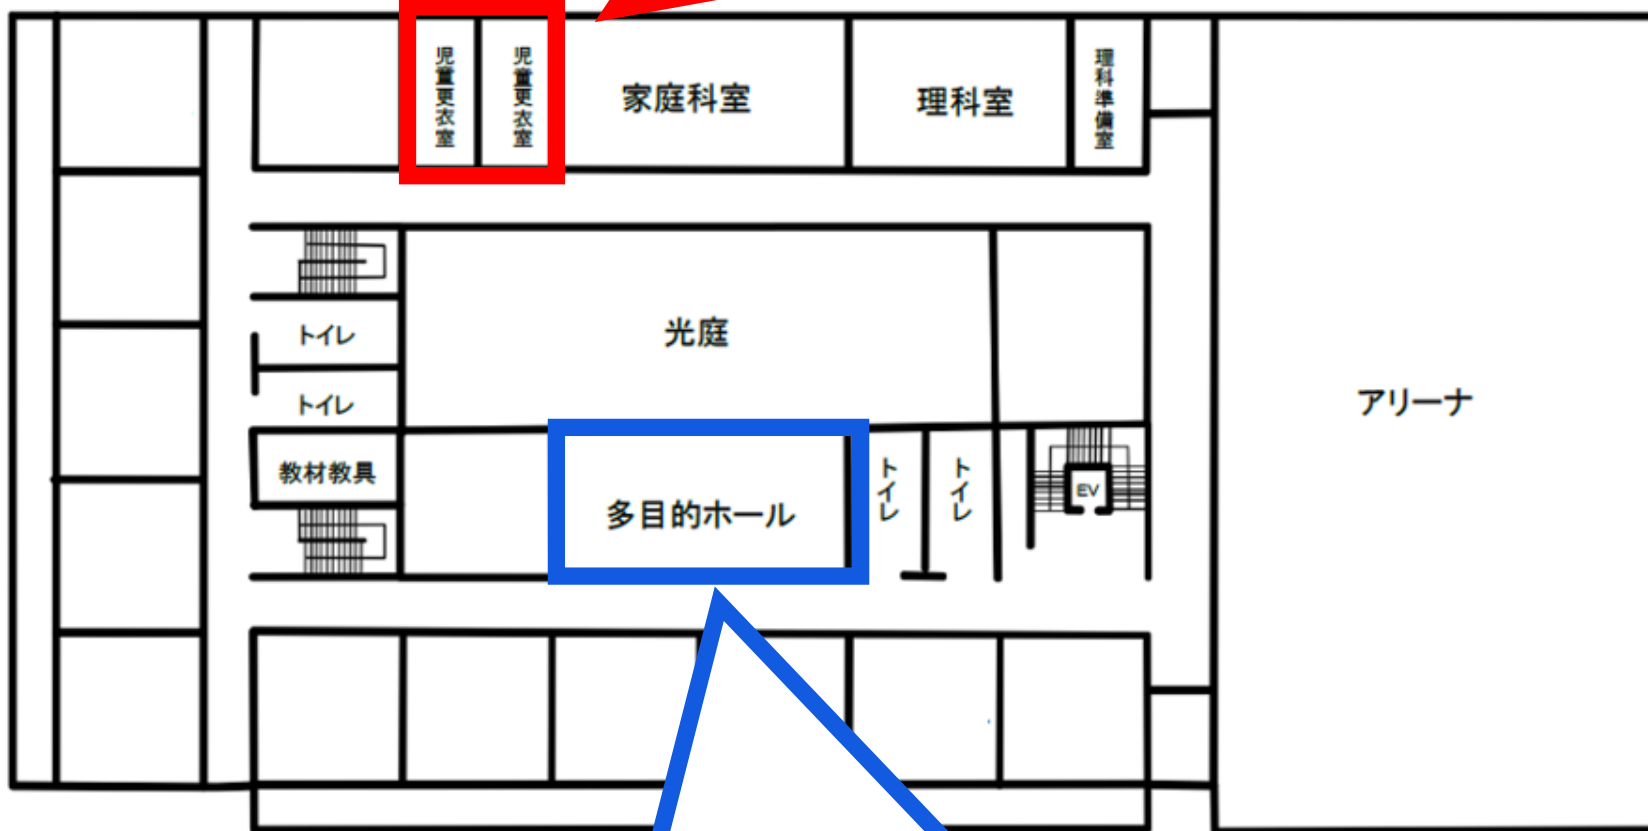 児童更衣室
児童更衣室
家庭科室
理科室
理科準備室
トイレ
光庭
トイレ
アリーナ
教材教具
多目的ホール
トイレ
トイレ
EV